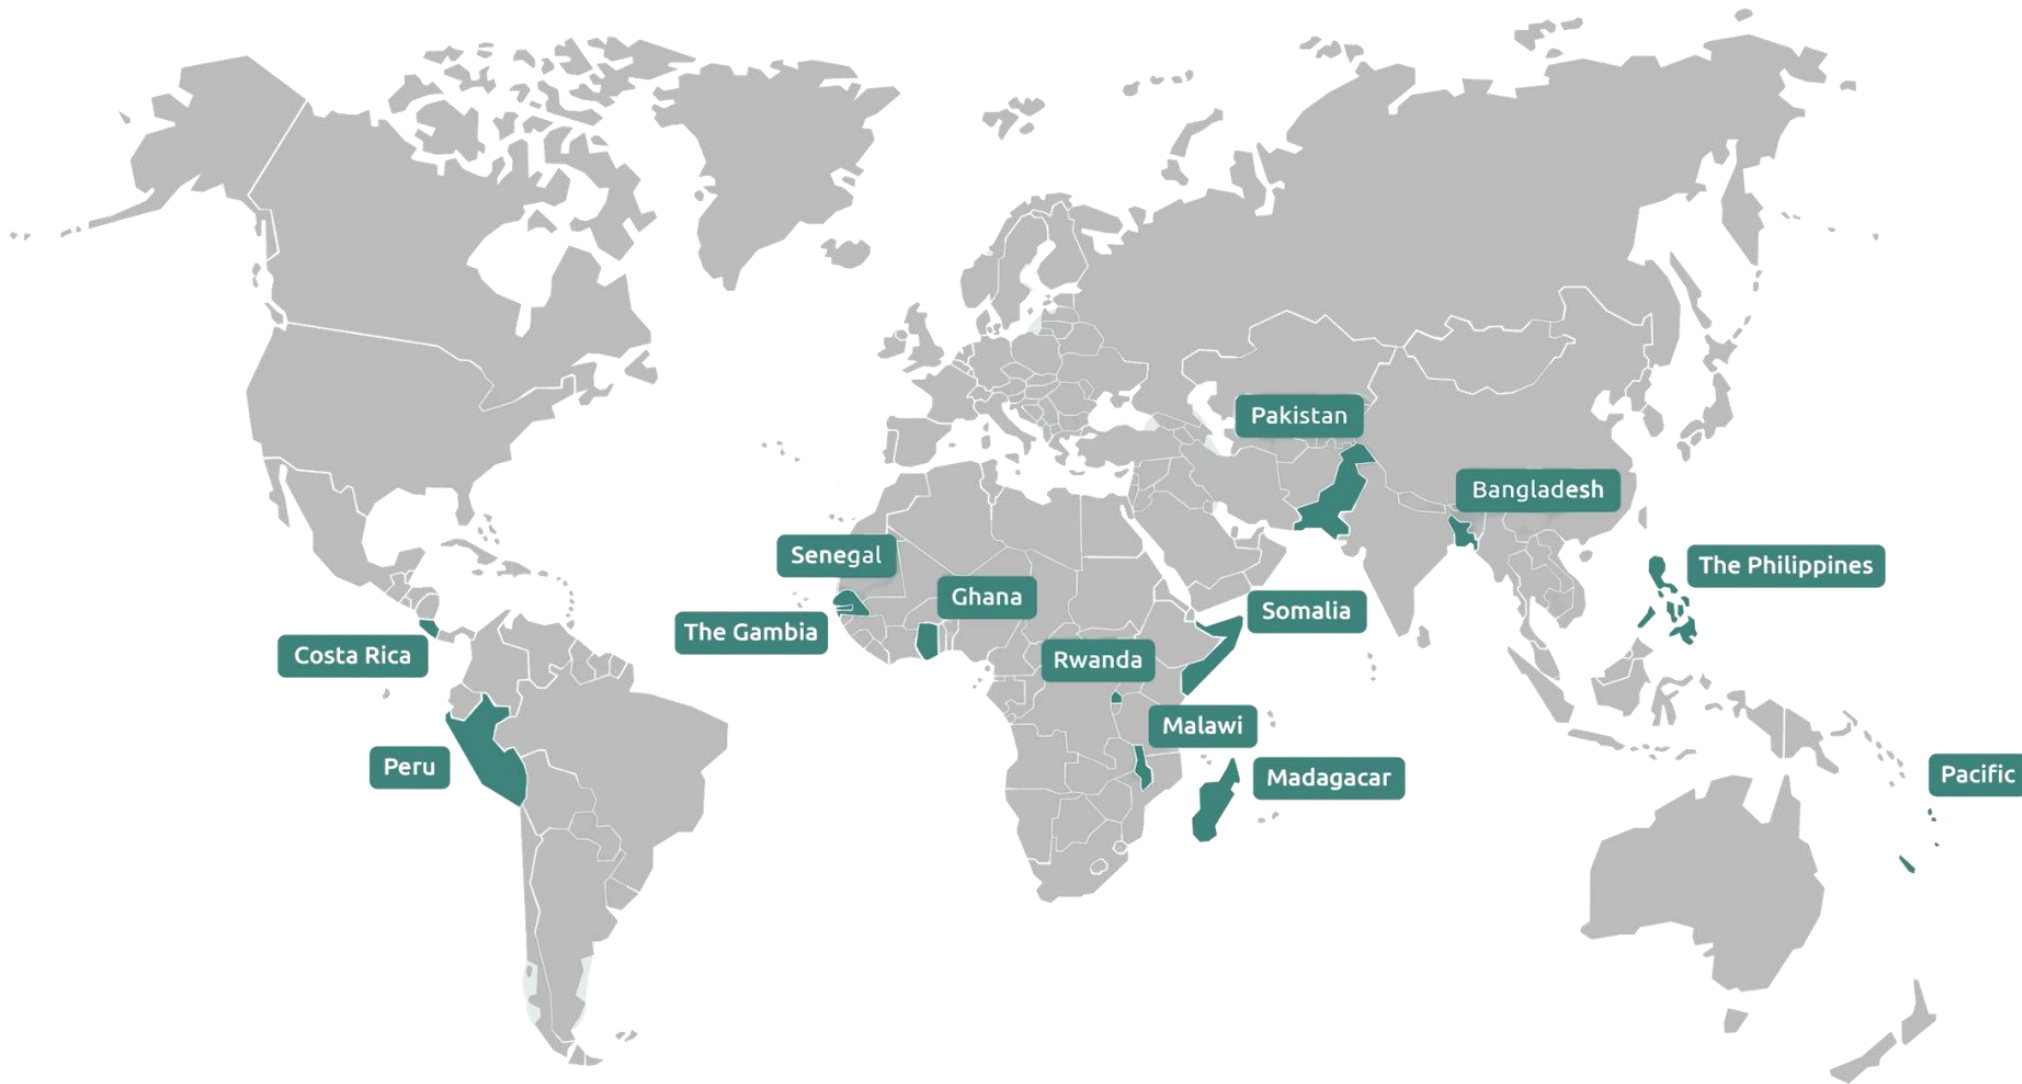 Pakistan
Bangladesh
Senegal
The Philippines
Ghana
Somalia
The Gambia
Costa Rica
Rwanda
Malawi
Peru
Madagacar
Pacific